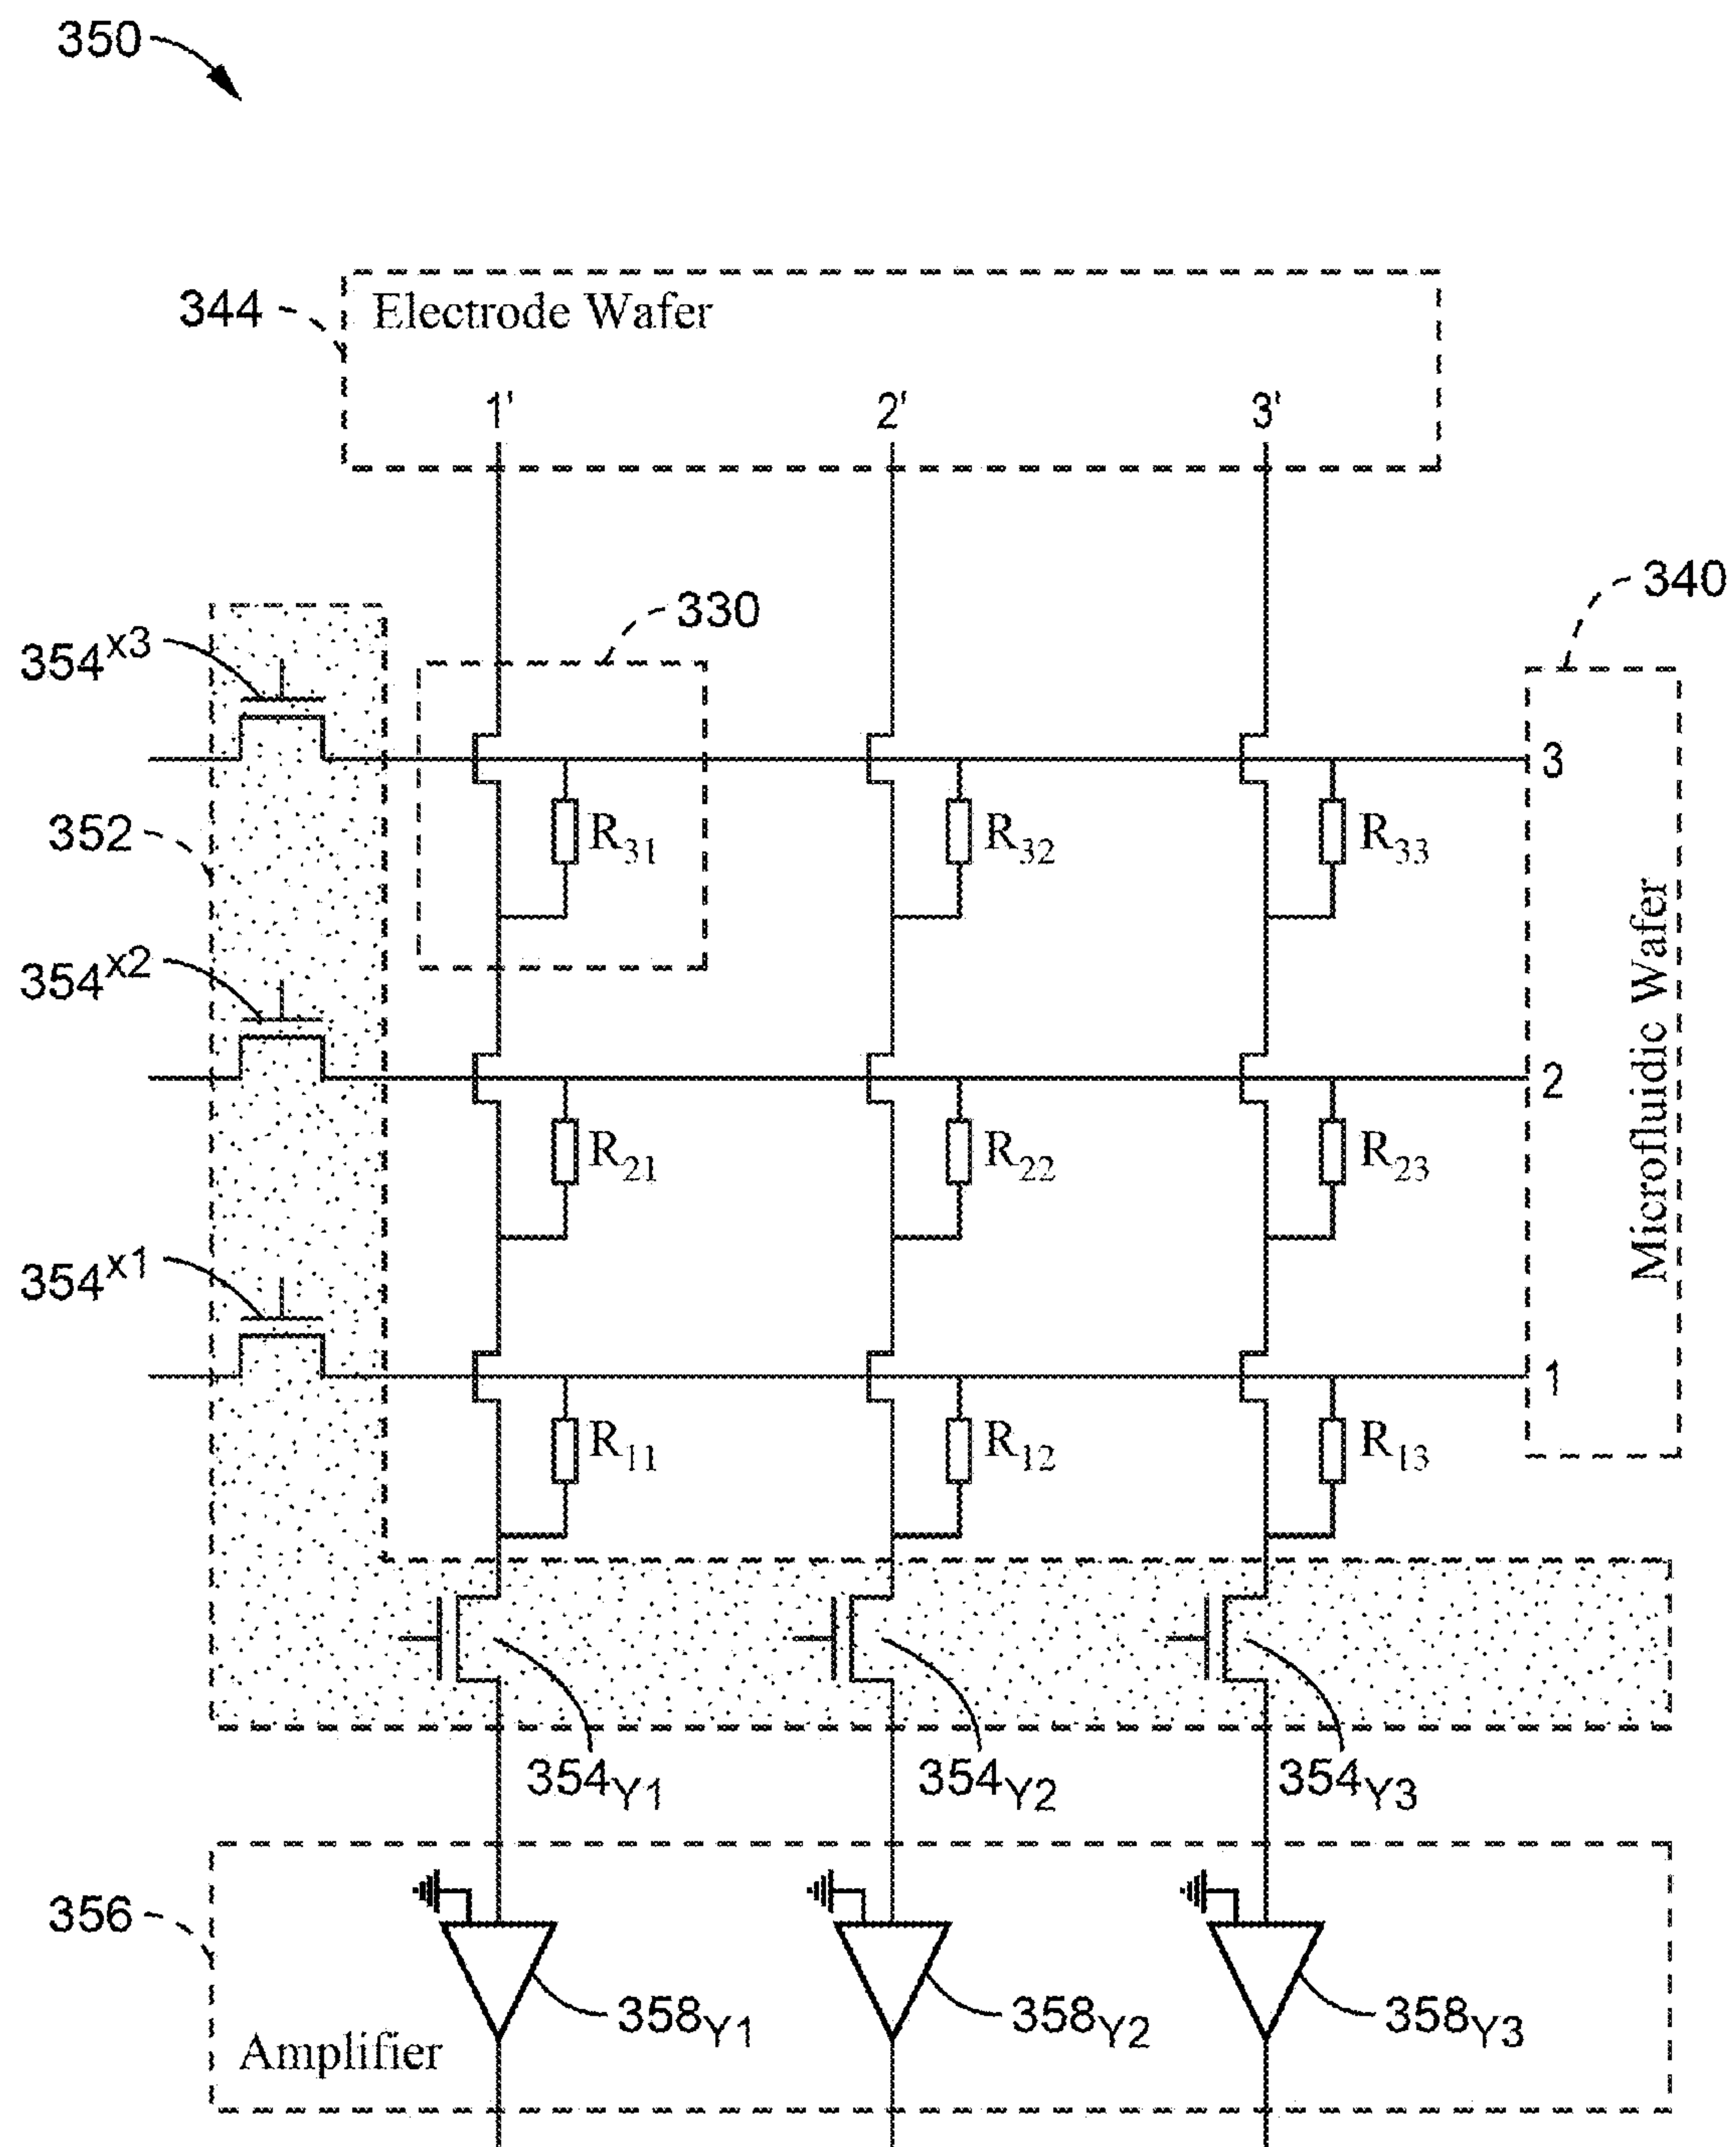 350
344
Electrode Wafer
1' 2' 3'
330
340
354X3
3
352
R31 R32 R33
354X2
2
R21 R22 R23
Microfluidic Wafer
354X1
1
R11 R12 R13
354Y1 354Y2 354Y3
356
358Y1 358Y2 358Y3
Amplifier